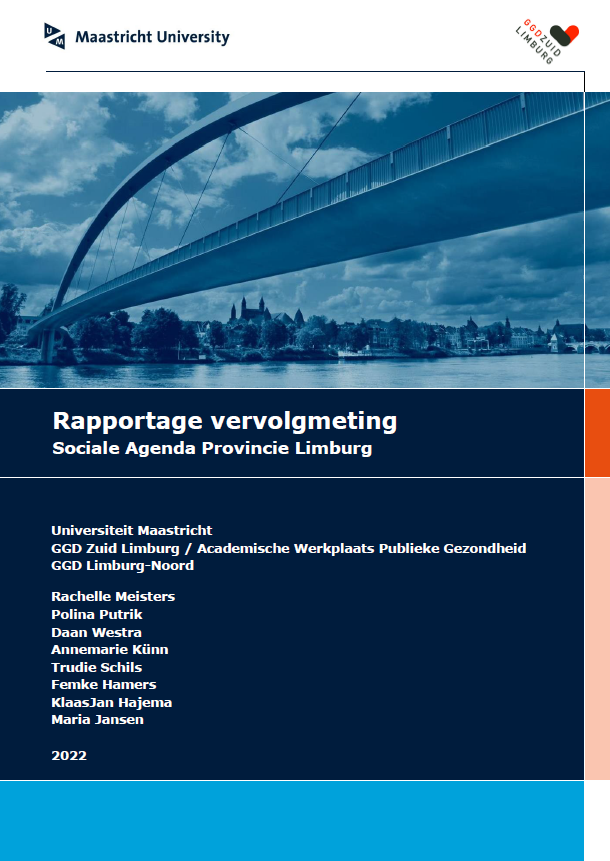 UM Maastricht University
GGD ZUID
LIMBURG
Rapportage vervolgmeting
Sociale Agenda Provincie Limburg
Universiteit Maastricht
GGD Zuid Limburg / Academische Werkplaats Publieke Gezondheid
GGD Limburg-Noord
Rachelle Meisters
Polina Putrik
Daan Westra
Annemarie Künn
Trudie Schils
Femke Hamers
KlaasJan Hajema
Maria Jansen
2022